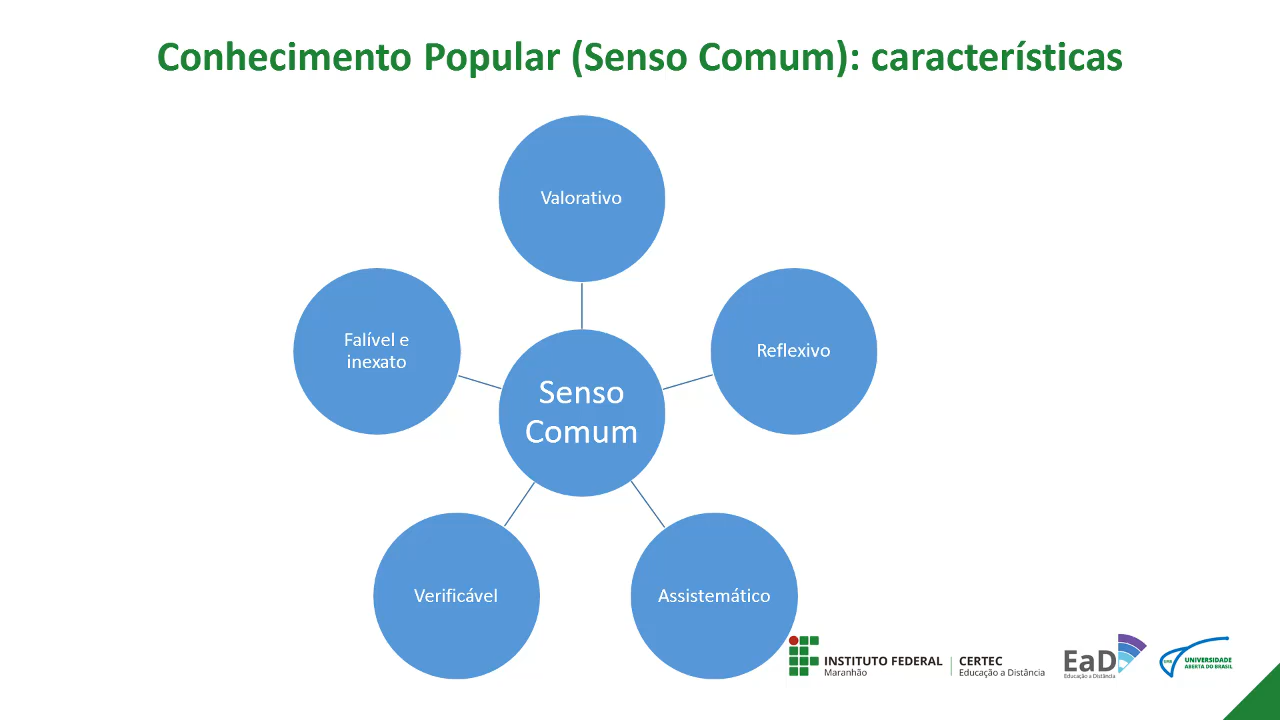 Conhecimento Popular (Senso Comum): características
Valorativo
Falível e
inexato
Reflexivo
Senso
Comum
Verificável
Assistemático
INSTITUTO FEDERAL
Maranhão
CERTEC
Educação a Distância
EaD
Educação a Distância
UAB
UNIVERSIDADE
ABERTA DO BRASIL